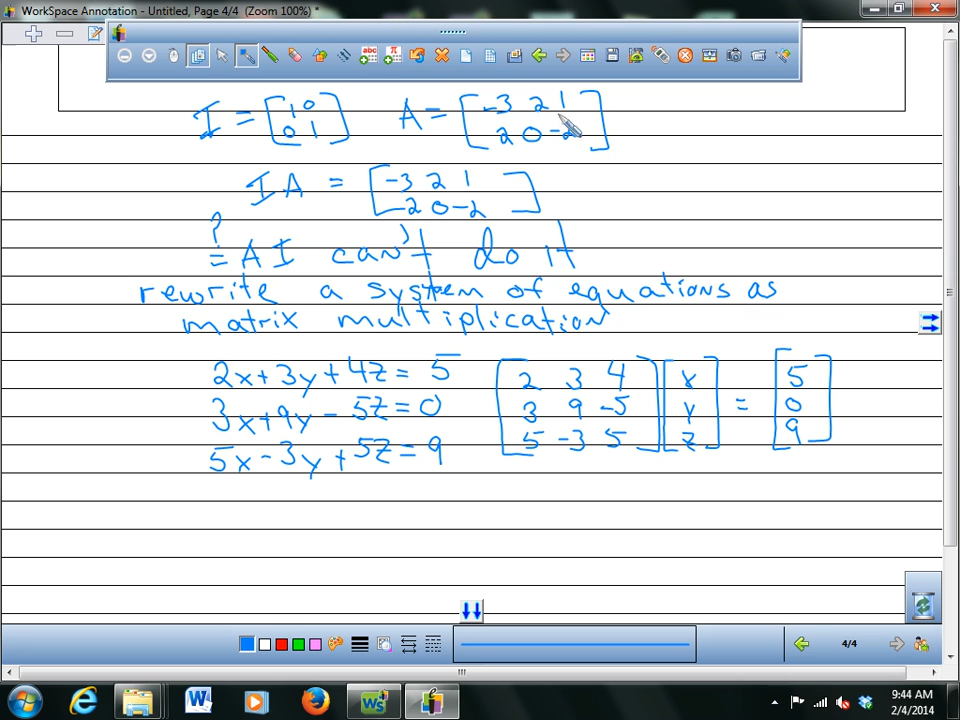 WorkSpace Annotation - Untitled, Page 4/4 (Zoom 100%) *
I = [1 0 A = [-3 2 1
0 1] 2 0 -2]
IA = [-3 2 1
2 0 -2]
?
= AI can't do it
rewrite a system of equations as
matrix multiplication
2x+3y+4z= 5 [2 3 4] [x] [5]
3x+9y-5z=0 [3 9 -5] [y] = [0]
5x-3y+5z=9 [5 -3 5] [z] [9]
4/4
9:44 AM
2/4/2014